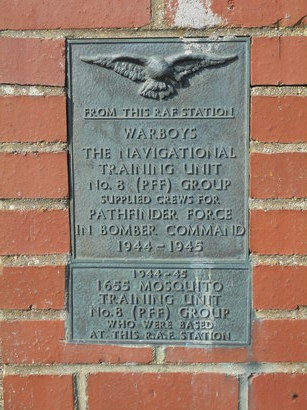 FROM THIS RAF STATION
WARBOYS
THE NAVIGATIONAL
TRAINING UNIT
No. 8 (PFF) GROUP
SUPPLIED CREWS FOR
PATHFINDER FORCE
IN BOMBER COMMAND
1944-1945
1944-45
1655 MOSQUITO
TRAINING UNIT
No. 8 (PFF) GROUP
WHO WERE BASED
AT THIS R.A.F. STATION